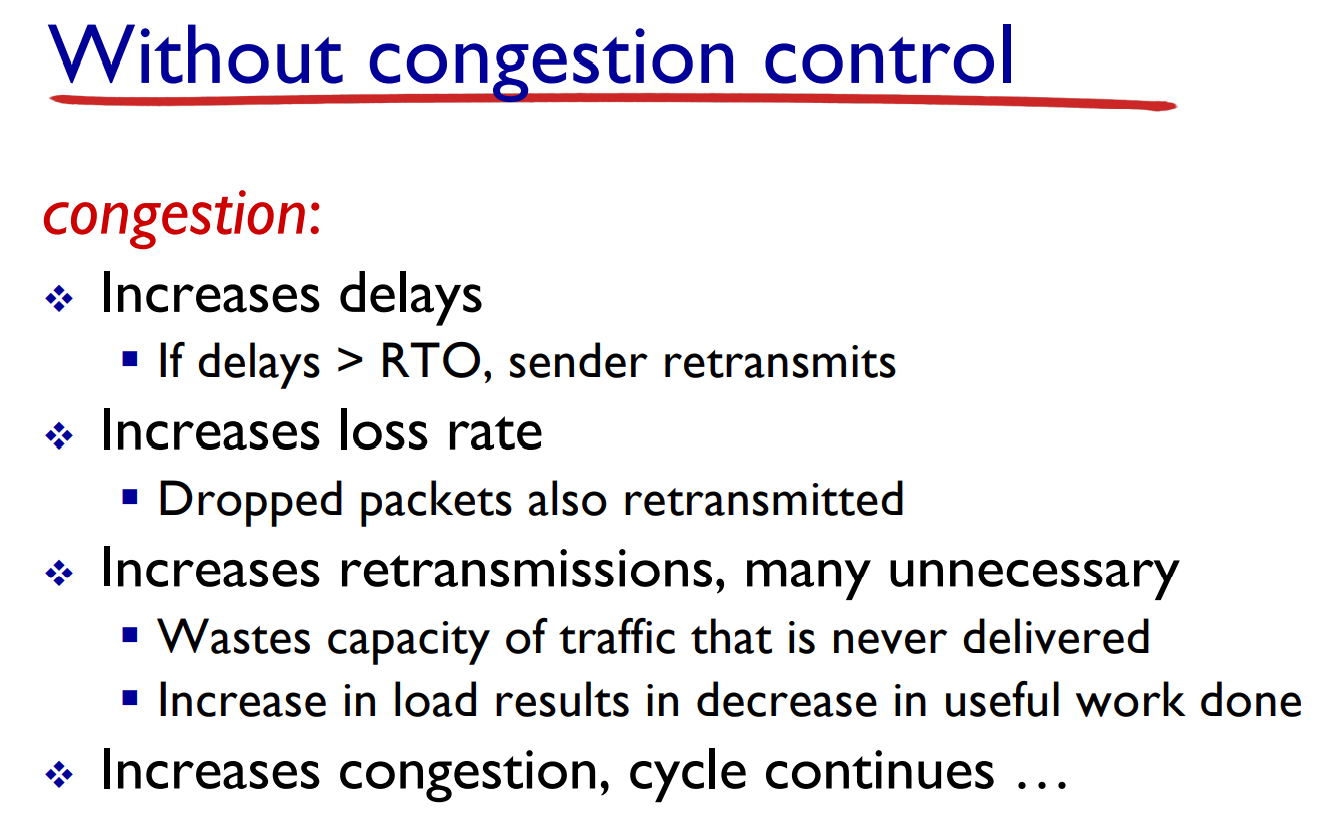 Without congestion control
congestion:
❖ Increases delays
▪ If delays > RTO, sender retransmits
❖ Increases loss rate
▪ Dropped packets also retransmitted
❖ Increases retransmissions, many unnecessary
▪ Wastes capacity of traffic that is never delivered
▪ Increase in load results in decrease in useful work done
❖ Increases congestion, cycle continues …